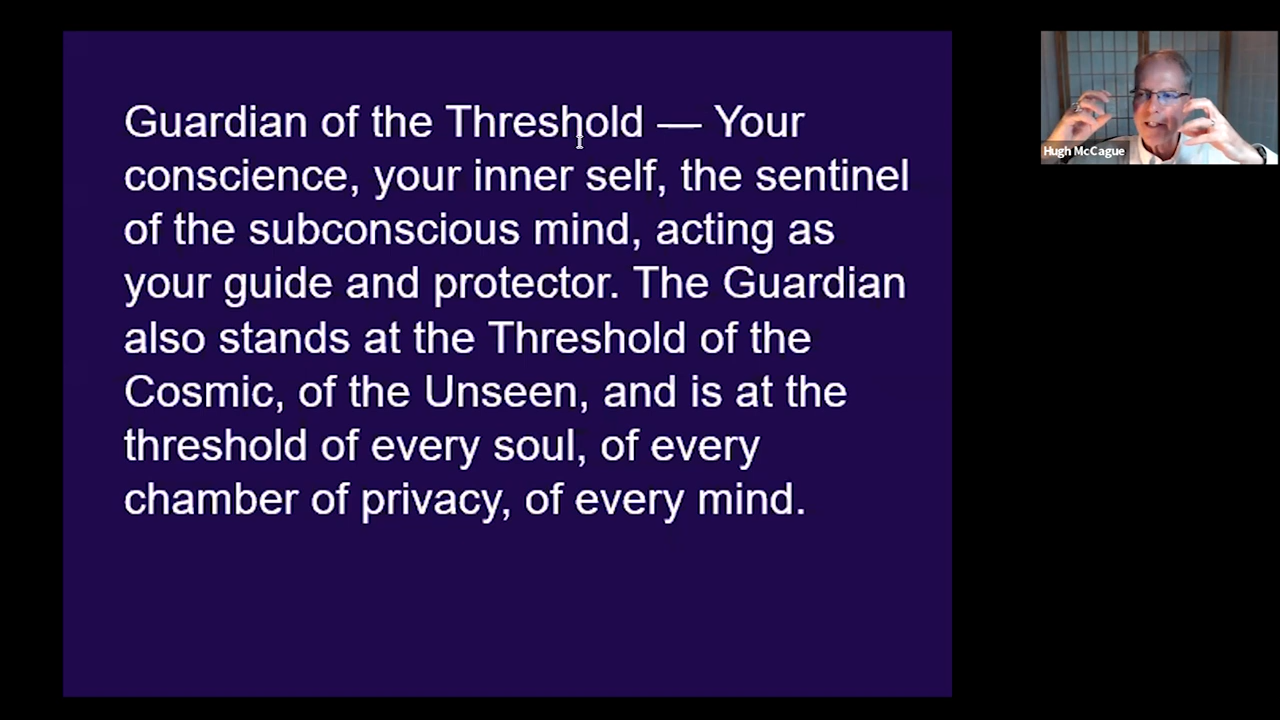 Guardian of the Threshold — Your
conscience, your inner self, the sentinel
of the subconscious mind, acting as
your guide and protector. The Guardian
also stands at the Threshold of the
Cosmic, of the Unseen, and is at the
threshold of every soul, of every
chamber of privacy, of every mind.
Hugh McCague